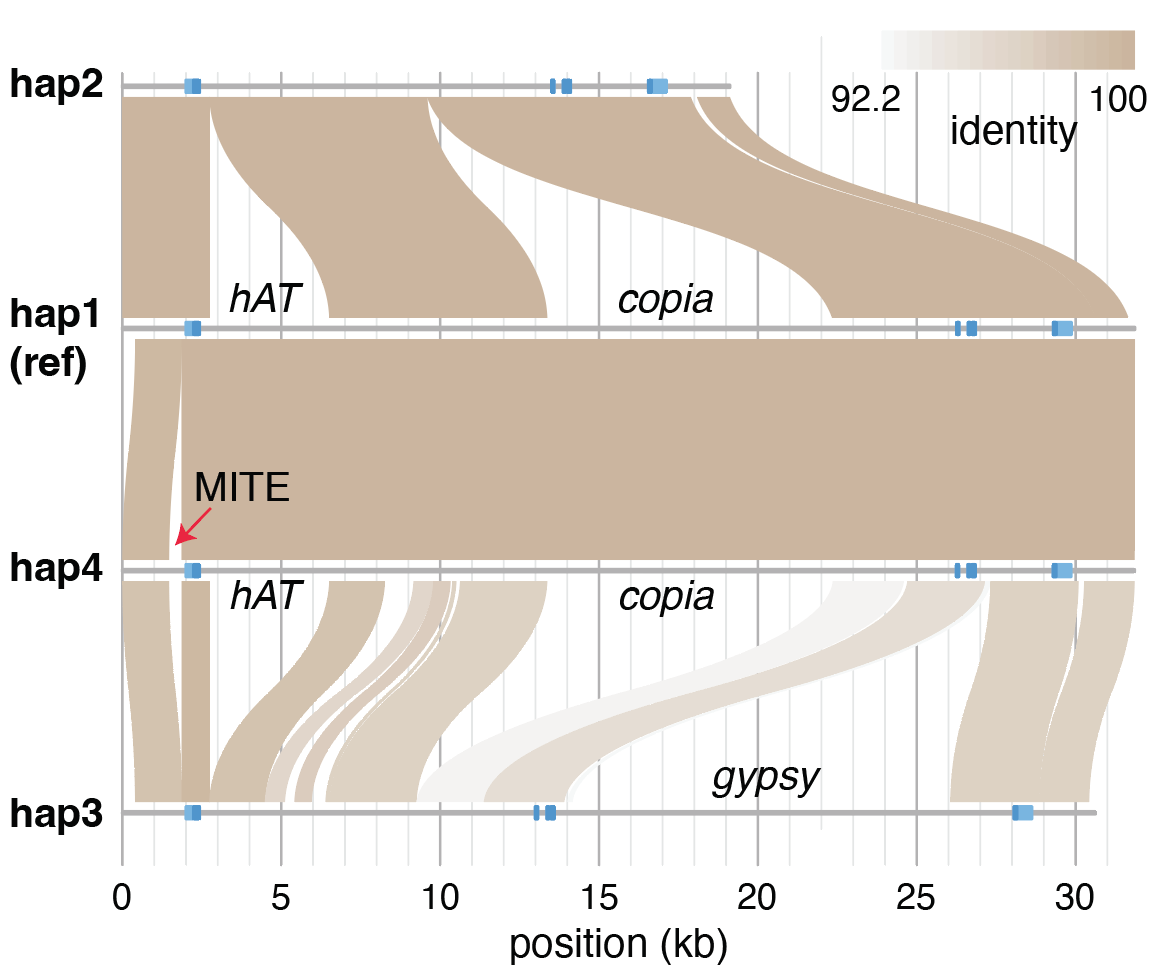 hap2
92.2 100
identity
hAT copia
hap1
(ref)
MITE
hap4
hAT copia
gypsy
hap3
0 5 10 15 20 25 30
position (kb)